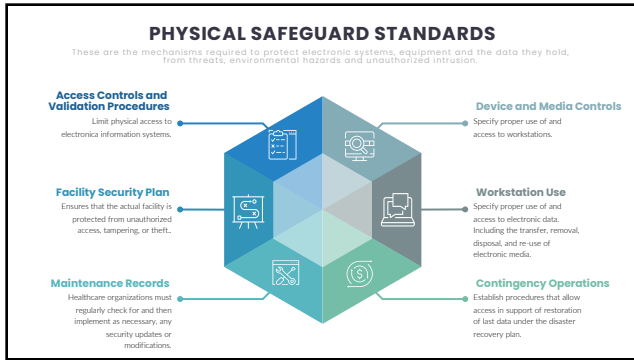 PHYSICAL SAFEGUARD STANDARDS
These are the mechanisms required to protect electronic systems, equipment and the data they hold,
from threats, environmental hazards and unauthorized intrusion.
Access Controls and
Validation Procedures
Limit physical access to
electronica information systems.
Facility Security Plan
Ensures that the actual facility is
protected from unauthorized
access, tampering, or theft..
Maintenance Records
Healthcare organizations must
regularly check for and then
implement as necessary, any
security updates or
modifications.
Device and Media Controls
Specify proper use of and
access to workstations.
Workstation Use
Specify proper use of and
access to electronic data.
Including the transfer, removal,
disposal, and re-use of
electronic media.
Contingency Operations
Establish procedures that allow
access in support of restoration
of last data under the disaster
recovery plan.
$